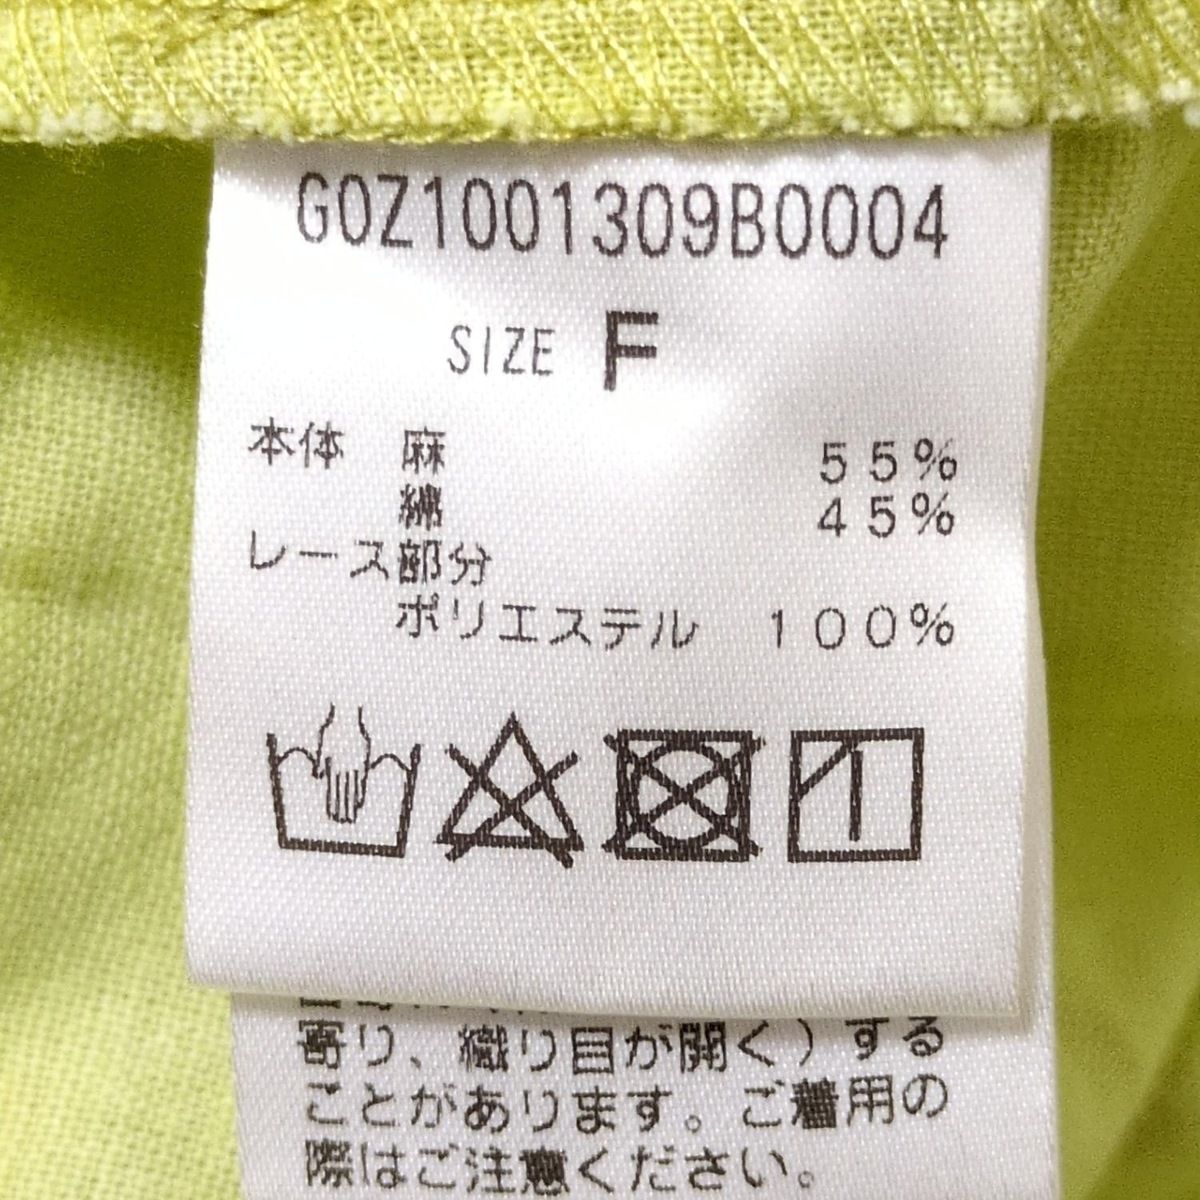 G0Z1001309B0004
SIZE F
本体 麻 55%
綿 45%
レース部分
ポリエステル 100%
寄り、織り目が開く)する
ことがあります。ご着用の
際はご注意ください。